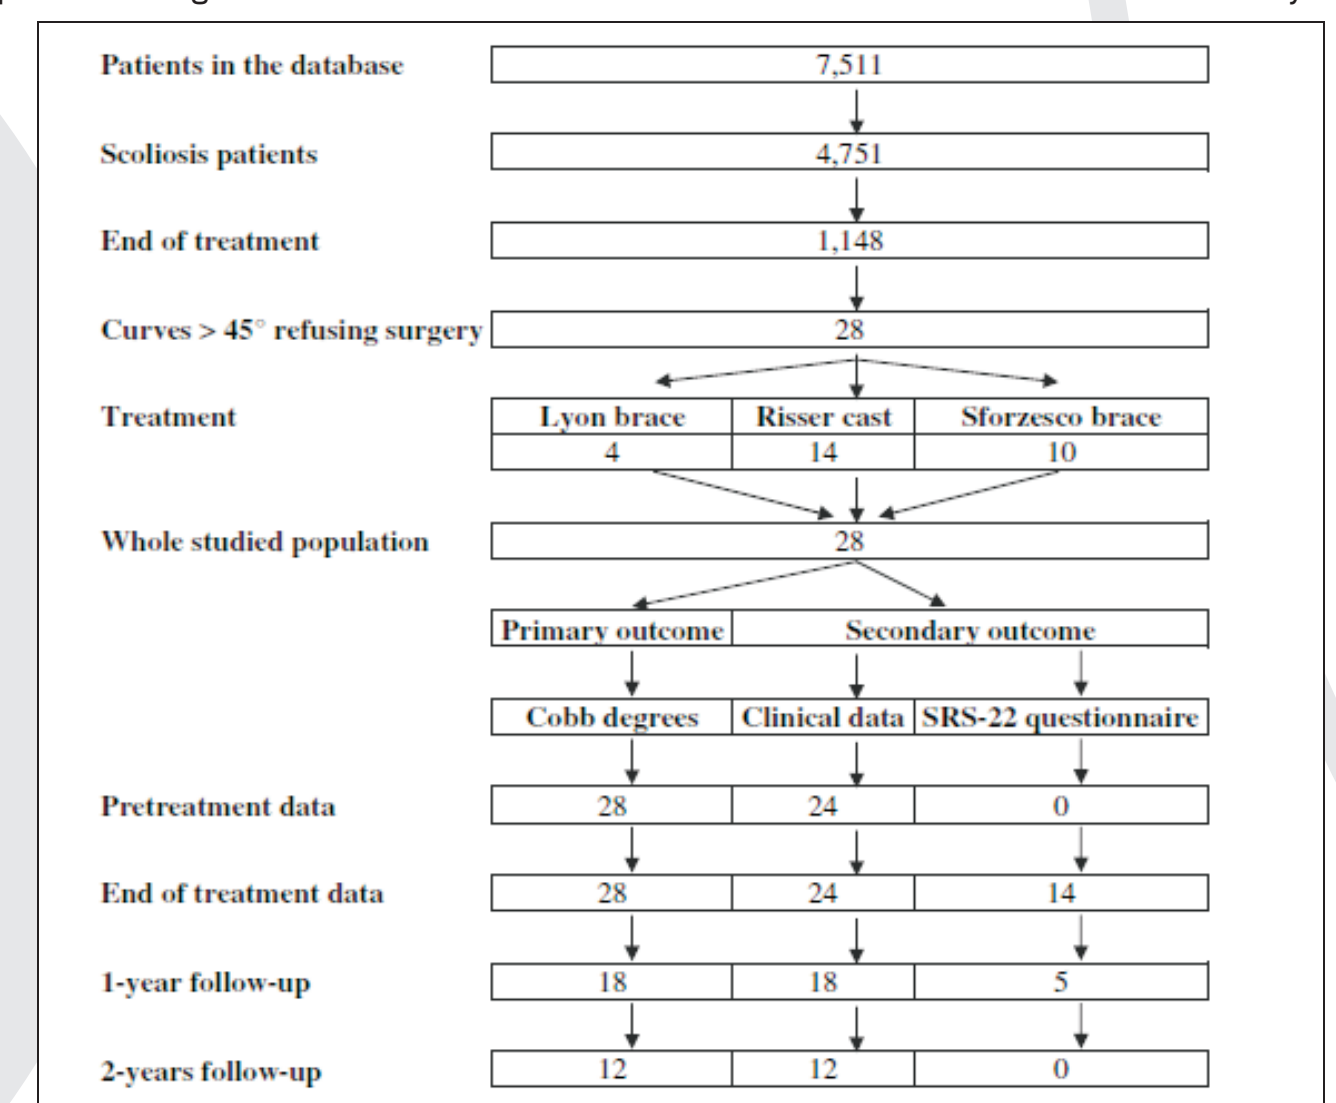 Patients in the database 7,511
Scoliosis patients 4,751
End of treatment 1,148
Curves > 45° refusing surgery 28
Treatment Lyon brace Risser cast Sforzesco brace
4 14 10
Whole studied population 28
Primary outcome Secondary outcome
Cobb degrees Clinical data SRS-22 questionnaire
Pretreatment data 28 24 0
End of treatment data 28 24 14
1-year follow-up 18 18 5
2-years follow-up 12 12 0